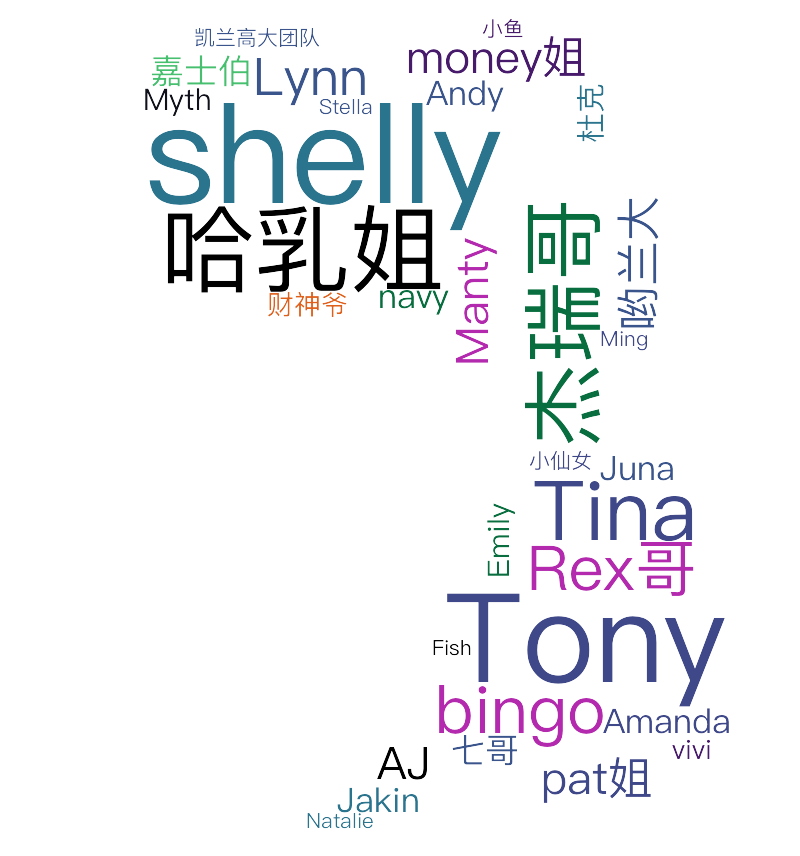 小鱼
凯兰高大团队
money姐
嘉士伯
Lynn
Myth
Stella
Andy
杜克
shelly
哈乳姐
财神爷
navy
Manty
杰瑞哥
哟兰大
Ming
小仙女
Juna
Tina
Emily
Rex哥
Tony
Fish
bingo
Amanda
七哥
vivi
AJ
pat姐
Jakin
Natalie